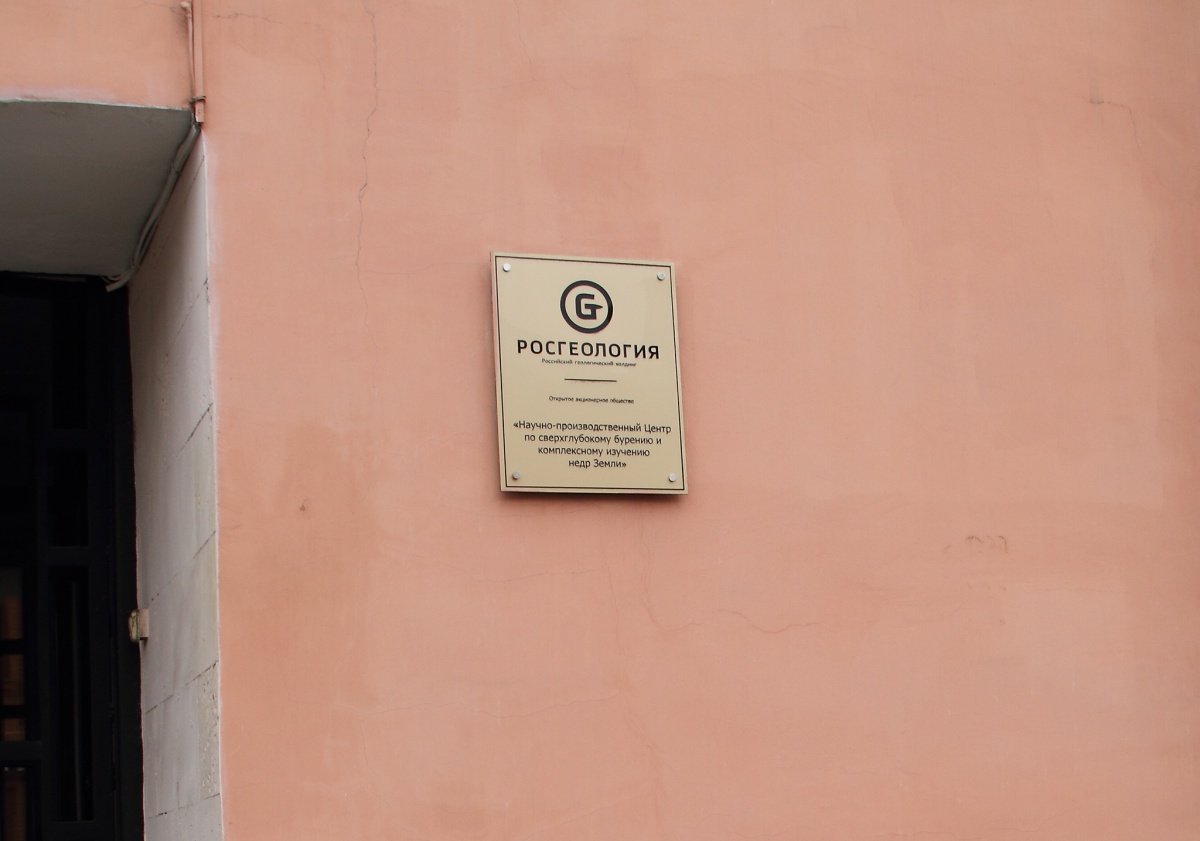 G
РОСГЕОЛОГИЯ
Российский геологический холдинг
Открытое акционерное общество
«Научно-производственный Центр
по сверхглубокому бурению и
комплексному изучению
недр Земли»